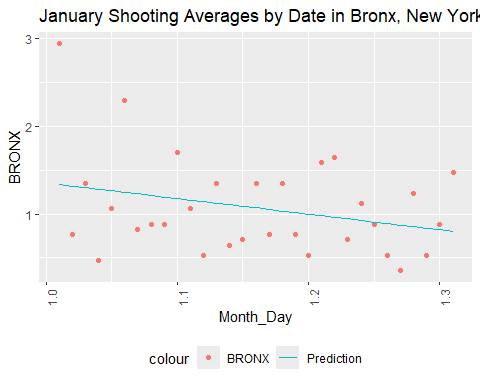 January Shooting Averages by Date in Bronx, New York
3
2
1
BRONX
1.0
1.1
1.2
1.3
Month_Day
colour BRONX Prediction